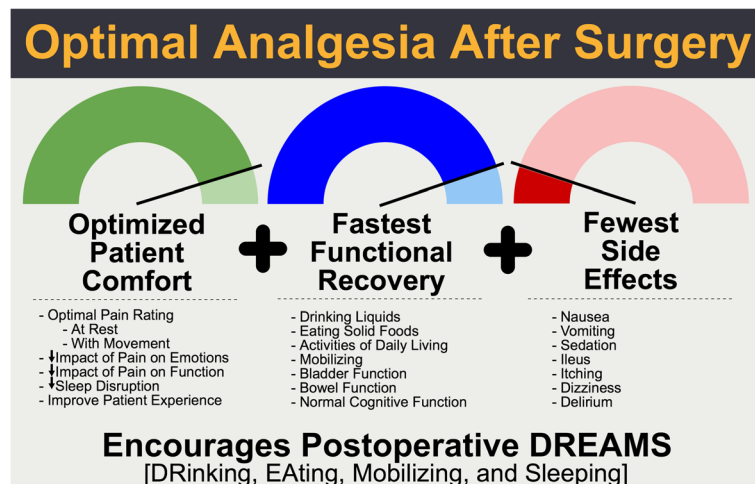 Optimal Analgesia After Surgery
Optimized
Patient
Comfort
- Optimal Pain Rating
- At Rest
- With Movement
- ↓Impact of Pain on Emotions
- ↓Impact of Pain on Function
- ↓Sleep Disruption
- Improve Patient Experience
+
Fastest
Functional
Recovery
- Drinking Liquids
- Eating Solid Foods
- Activities of Daily Living
- Mobilizing
- Bladder Function
- Bowel Function
- Normal Cognitive Function
+
Fewest
Side
Effects
- Nausea
- Vomiting
- Sedation
- Ileus
- Itching
- Dizziness
- Delirium
Encourages Postoperative DREAMS
[DRinking, EAting, Mobilizing, and Sleeping]